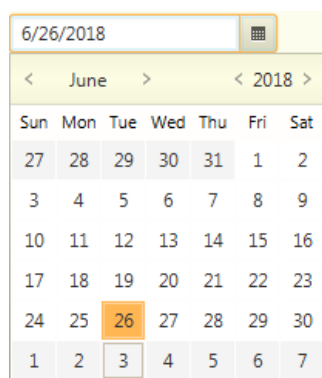 6/26/2018
< June > < 2018 >
Sun Mon Tue Wed Thu Fri Sat
27 28 29 30 31 1 2
3 4 5 6 7 8 9
10 11 12 13 14 15 16
17 18 19 20 21 22 23
24 25 26 27 28 29 30
1 2 3 4 5 6 7